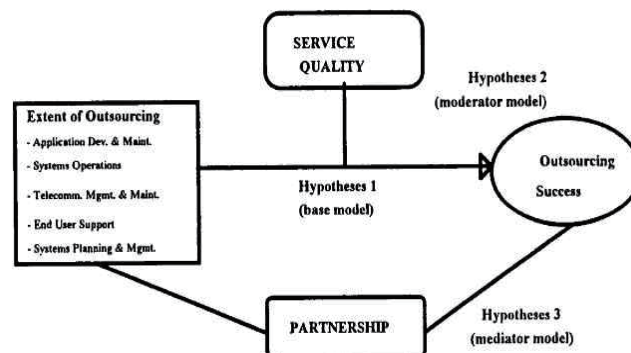 SERVICE
QUALITY
Hypotheses 2
(moderator model)
Extent of Outsourcing
- Application Dev. & Maint.
- Systems Operations
- Telecomm. Mgmt. & Maint.
- End User Support
- Systems Planning & Mgmt.
Hypotheses 1
(base model)
Outsourcing
Success
PARTNERSHIP
Hypotheses 3
(mediator model)